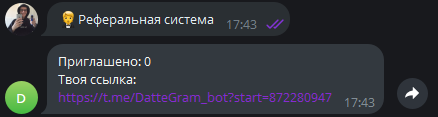 Реферальная система 17:43
Приглашено: 0
Твоя ссылка:
https://t.me/DatteGram_bot?start=872280947 17:43
D